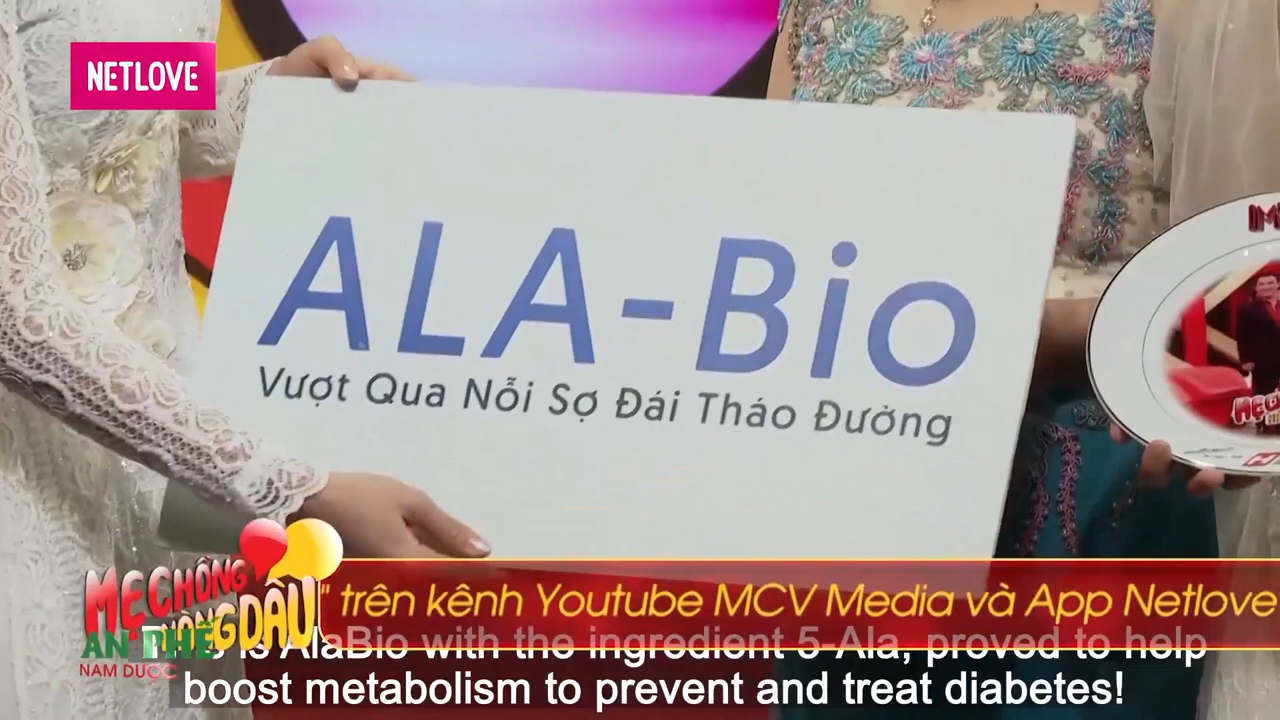 NETLOVE
ALA-Bio
Vượt Qua Nỗi Sợ Đái Tháo Đường
MẸ CHỒNG
NÀNG DÂU
" trên kênh Youtube MCV Media và App Netlove
AN PHẾ
NAM DƯỢC
is AlaBio with the ingredient 5-Ala, proved to help
boost metabolism to prevent and treat diabetes!